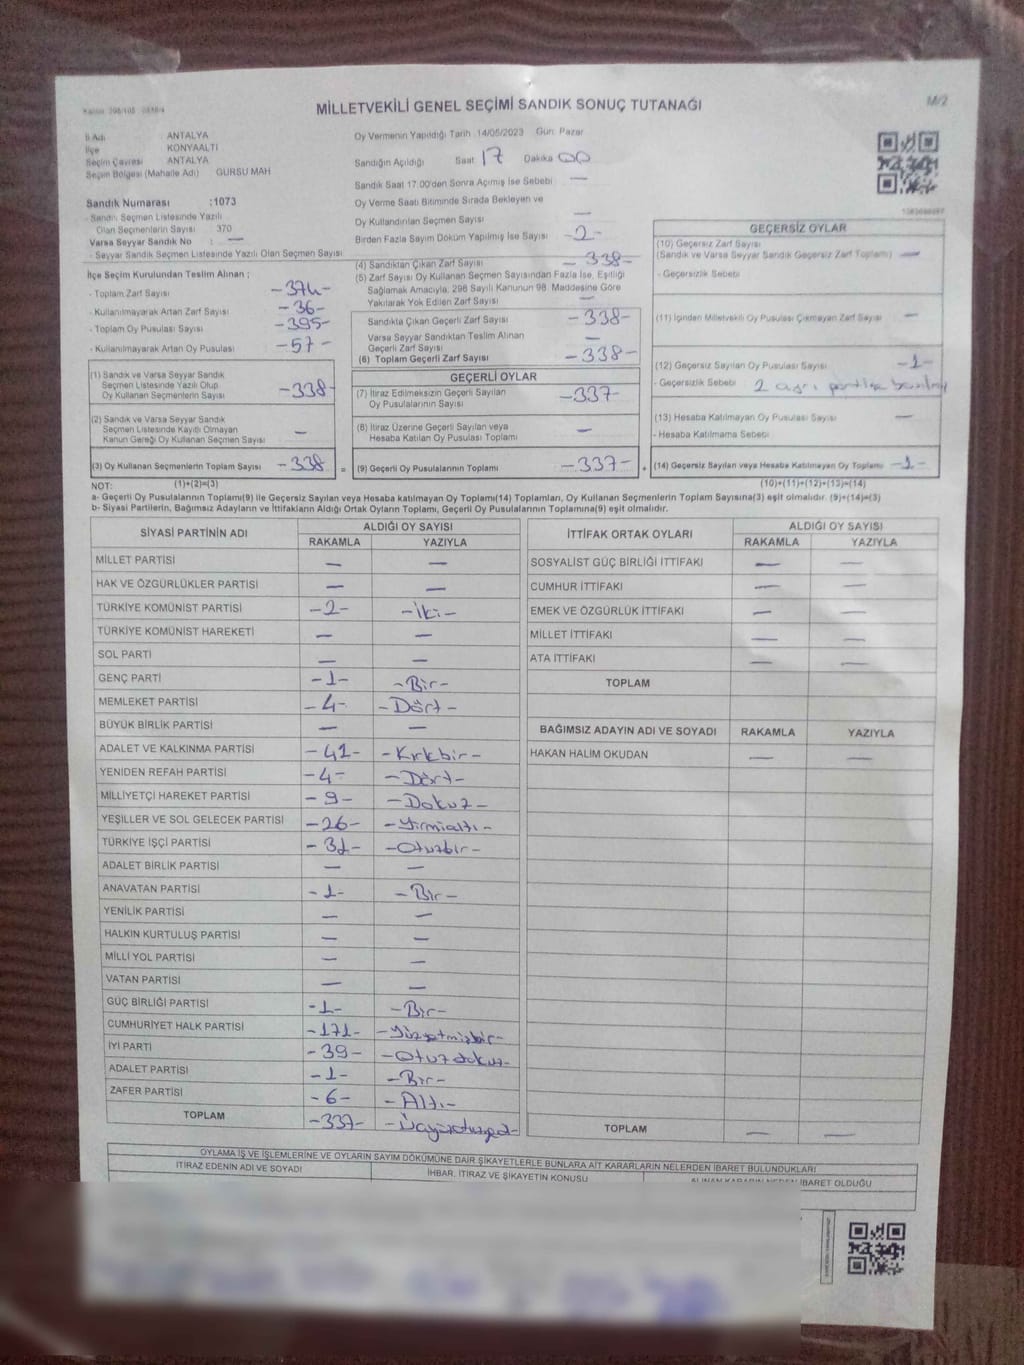 MİLLETVEKİLİ GENEL SEÇİMİ SANDIK SONUÇ TUTANAĞI
M/2
İl Adı : ANTALYA
İlçe KONYAALTI
Seçim Çevresi ANTALYA
Seçim Bölgesi (Mahalle Adı) GURSU MAH
Sandık Numarası :1073
- Sandık Seçmen Listesinde Yazılı
Olan Seçmenlerin Sayısı 370
Varsa Seyyar Sandık No : —
- Seyyar Sandık Seçmen Listesinde Yazılı Olan Seçmen Sayısı
Oy Vermenin Yapıldığı Tarih 14/05/2023 Gün: Pazar
Sandığın Açıldığı Saat 17 Dakika 00
Sandık Saat 17.00'den Sonra Açılmış İse Sebebi —
Oy Verme Saati Bitiminde Sırada Bekleyen ve
Oy Kullandırılan Seçmen Sayısı —
Birden Fazla Sayım Döküm Yapılmış İse Sayısı -2-
İlçe Seçim Kurulundan Teslim Alınan ;
- Toplam Zarf Sayısı -374-
- Kullanılmayarak Artan Zarf Sayısı -36-
- Toplam Oy Pusulası Sayısı -395-
- Kullanılmayarak Artan Oy Pusulası -57-
(1) Sandık ve Varsa Seyyar Sandık
Seçmen Listesinde Yazılı Olup
Oy Kullanan Seçmenlerin Sayısı -338-
(2) Sandık ve Varsa Seyyar Sandık
Seçmen Listesinde Kayıtlı Olmayan
Kanun Gereği Oy Kullanan Seçmen Sayısı —
(3) Oy Kullanan Seçmenlerin Toplam Sayısı -338- =
(4) Sandıktan Çıkan Zarf Sayısı -338-
(5) Zarf Sayısı Oy Kullanan Seçmen Sayısından Fazla İse, Eşitliği
Sağlamak Amacıyla, 298 Sayılı Kanunun 98. Maddesine Göre
Yakılarak Yok Edilen Zarf Sayısı —
Sandıkta Çıkan Geçerli Zarf Sayısı -338-
Varsa Seyyar Sandıktan Teslim Alınan
Geçerli Zarf Sayısı —
(6) Toplam Geçerli Zarf Sayısı -338-
GEÇERLİ OYLAR
(7) İtiraz Edilmeksizin Geçerli Sayılan
Oy Pusulalarının Sayısı -337-
(8) İtiraz Üzerine Geçerli Sayılan veya
Hesaba Katılan Oy Pusulası Toplamı —
(9) Geçerli Oy Pusulalarının Toplamı -337- +
GEÇERSİZ OYLAR
(10) Geçersiz Zarf Sayısı
(Sandık ve Varsa Seyyar Sandık Geçersiz Zarf Toplamı) —
- Geçersizlik Sebebi
(11) İçinden Milletvekili Oy Pusulası Çıkmayan Zarf Sayısı —
(12) Geçersiz Sayılan Oy Pusulası Sayısı -1-
- Geçersizlik Sebebi 2 ayrı
(13) Hesaba Katılmayan Oy Pusulası Sayısı —
- Hesaba Katılmama Sebebi
(14) Geçersiz Sayılan veya Hesaba Katılmayan Oy Toplamı -1-
NOT: (1)+(2)=(3) (10)+(11)+(12)+(13)=(14)
a- Geçerli Oy Pusulalarının Toplamı(9) ile Geçersiz Sayılan veya Hesaba katılmayan Oy Toplamı(14) Toplamları, Oy Kullanan Seçmenlerin Toplam Sayısına(3) eşit olmalıdır. (9)+(14)=(3)
b- Siyasi Partilerin, Bağımsız Adayların ve İttifakların Aldığı Ortak Oyların Toplamı, Geçerli Oy Pusulalarının Toplamına(9) eşit olmalıdır.
SİYASİ PARTİNİN ADI ALDIĞI OY SAYISI
RAKAMLA YAZIYLA
MİLLET PARTİSİ — —
HAK VE ÖZGÜRLÜKLER PARTİSİ — —
TÜRKİYE KOMÜNİST PARTİSİ -2- -İki-
TÜRKİYE KOMÜNİST HAREKETİ — —
SOL PARTİ — —
GENÇ PARTİ -1- -Bir-
MEMLEKET PARTİSİ -4- -Dört-
BÜYÜK BİRLİK PARTİSİ — —
ADALET VE KALKINMA PARTİSİ -41- -Kırkbir-
YENİDEN REFAH PARTİSİ -4- -Dört-
MİLLİYETÇİ HAREKET PARTİSİ -9- -Dokuz-
YEŞİLLER VE SOL GELECEK PARTİSİ -26- -Yirmialtı-
TÜRKİYE İŞÇİ PARTİSİ -31- -Otuzbir-
ADALET BİRLİK PARTİSİ — —
ANAVATAN PARTİSİ -1- -Bir-
YENİLİK PARTİSİ — —
HALKIN KURTULUŞ PARTİSİ — —
MİLLİ YOL PARTİSİ — —
VATAN PARTİSİ — —
GÜÇ BİRLİĞİ PARTİSİ -1- -Bir-
CUMHURİYET HALK PARTİSİ -171- -Yüzyetmişbir-
İYİ PARTİ -39- -Otuzdokuz-
ADALET PARTİSİ -1- -Bir-
ZAFER PARTİSİ -6- -Altı-
TOPLAM -337- -Üçyüzotuzyedi-
İTTİFAK ORTAK OYLARI ALDIĞI OY SAYISI
RAKAMLA YAZIYLA
SOSYALİST GÜÇ BİRLİĞİ İTTİFAKI — —
CUMHUR İTTİFAKI — —
EMEK VE ÖZGÜRLÜK İTTİFAKI — —
MİLLET İTTİFAKI — —
ATA İTTİFAKI — —
TOPLAM
BAĞIMSIZ ADAYIN ADI VE SOYADI RAKAMLA YAZIYLA
HAKAN HALİM OKUDAN — —
TOPLAM — —
OYLAMA İŞ VE İŞLEMLERİNE VE OYLARIN SAYIM DÖKÜMÜNE DAİR ŞİKAYETLERLE BUNLARA AİT KARARLARIN NELERDEN İBARET BULUNDUKLARI
İTİRAZ EDENİN ADI VE SOYADI İHBAR, İTİRAZ VE ŞİKAYETİN KONUSU ALINAN KARARIN NEDEN İBARET OLDUĞU